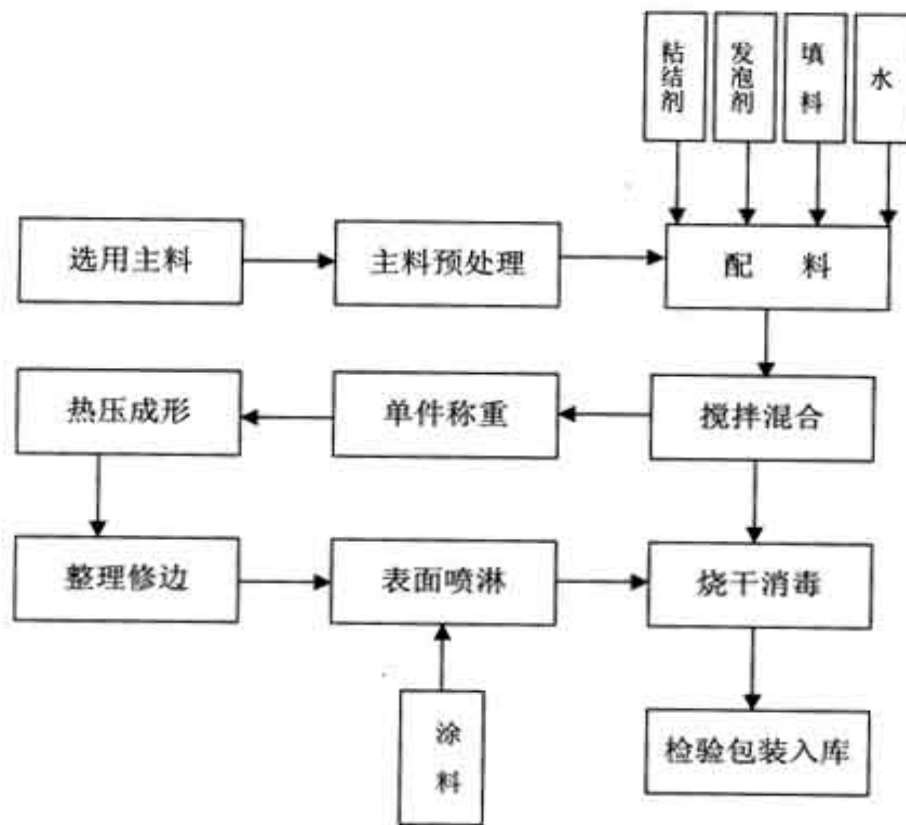 粘结剂
发泡剂
填料
水
选用主料
主料预处理
配料
热压成形
单件称重
搅拌混合
整理修边
表面喷淋
烧干消毒
涂料
检验包装入库